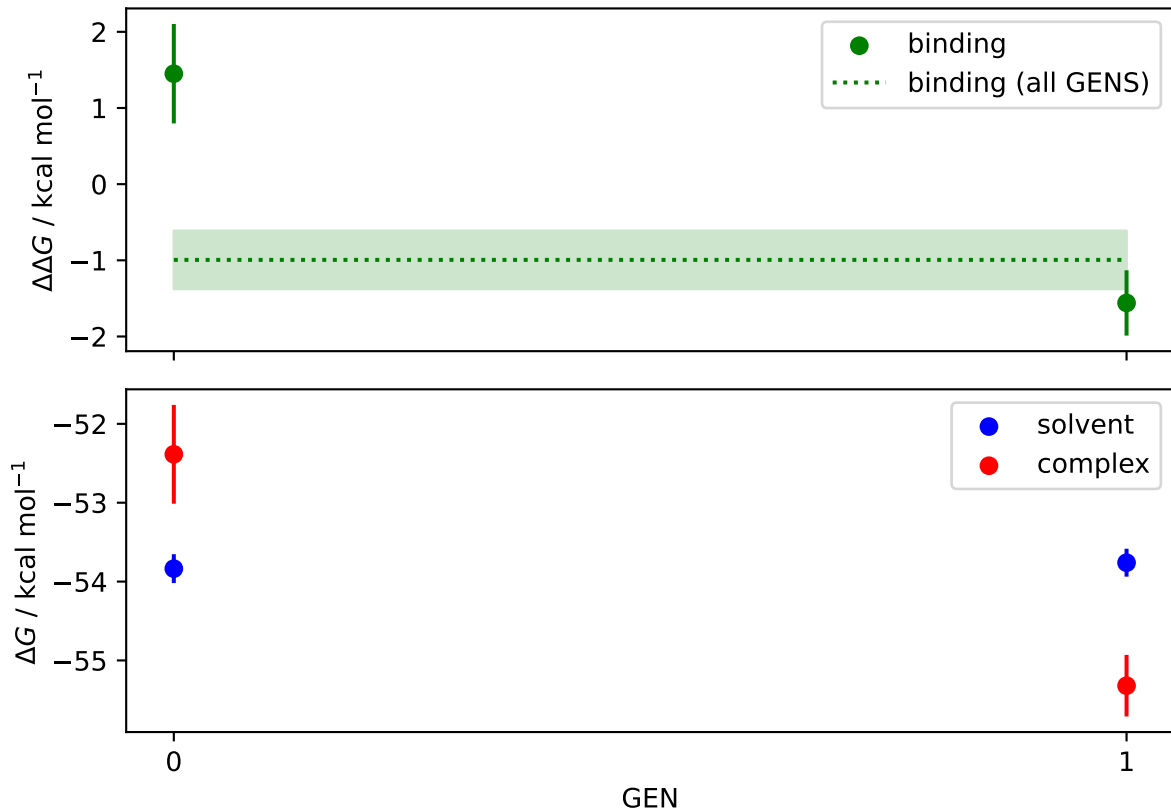 2
1
0
−1
−2
ΔΔG / kcal mol⁻¹
binding
binding (all GENS)
−52
−53
−54
−55
ΔG / kcal mol⁻¹
solvent
complex
0
1
GEN